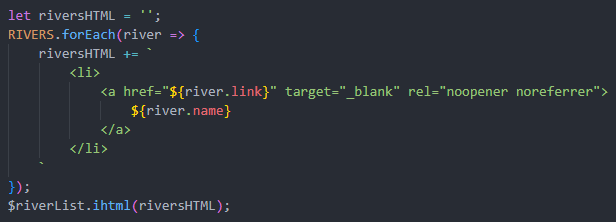 let riversHTML = '';
RIVERS.forEach(river => {
    riversHTML += `
        <li>
            <a href="${river.link}" target="_blank" rel="noopener noreferrer">
                ${river.name}
            </a>
        </li>
    `
});
$riverList.ihtml(riversHTML);